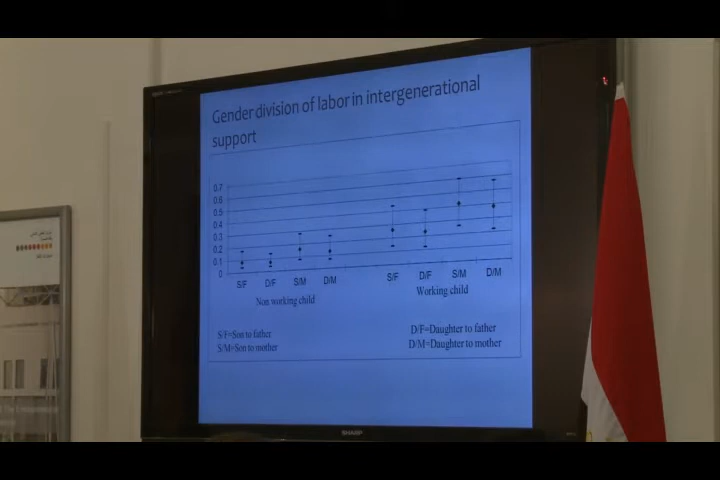 Gender division of labor in intergenerational
support
0.7
0.6
0.5
0.4
0.3
0.2
0.1
0
S/F D/F S/M D/M S/F D/F S/M D/M
Non working child Working child
S/F=Son to father D/F=Daughter to father
S/M=Son to mother D/M=Daughter to mother
SHARP